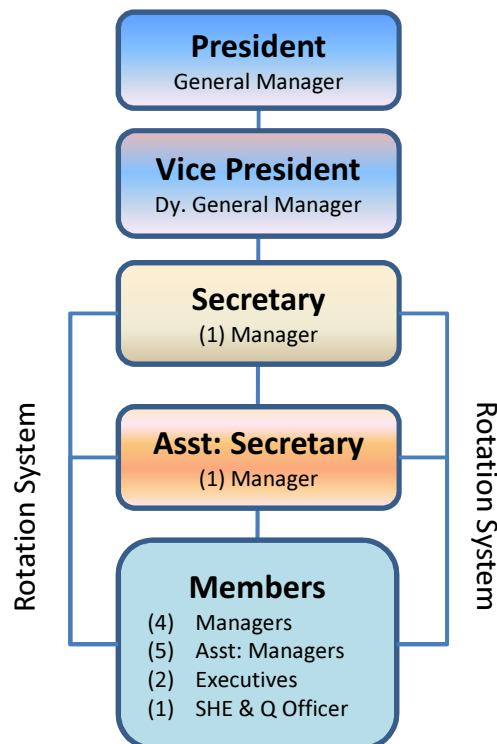 President
General Manager
Vice President
Dy. General Manager
Secretary
(1) Manager
Asst: Secretary
(1) Manager
Members
(4) Managers
(5) Asst: Managers
(2) Executives
(1) SHE & Q Officer
Rotation System
Rotation System